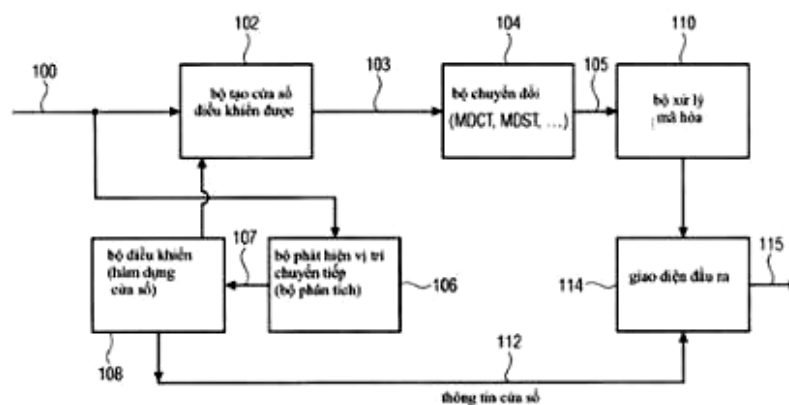 102
104
110
100
bộ tạo cửa sổ
điều khiển được
103
bộ chuyển đổi
(MDCT, MDST, ...)
105
bộ xử lý
mã hóa
bộ điều khiển
(hàm dựng
cửa sổ)
107
bộ phát hiện vị trí
chuyển tiếp
(bộ phân tích)
106
114
giao diện đầu ra
115
108
112
thông tin cửa sổ